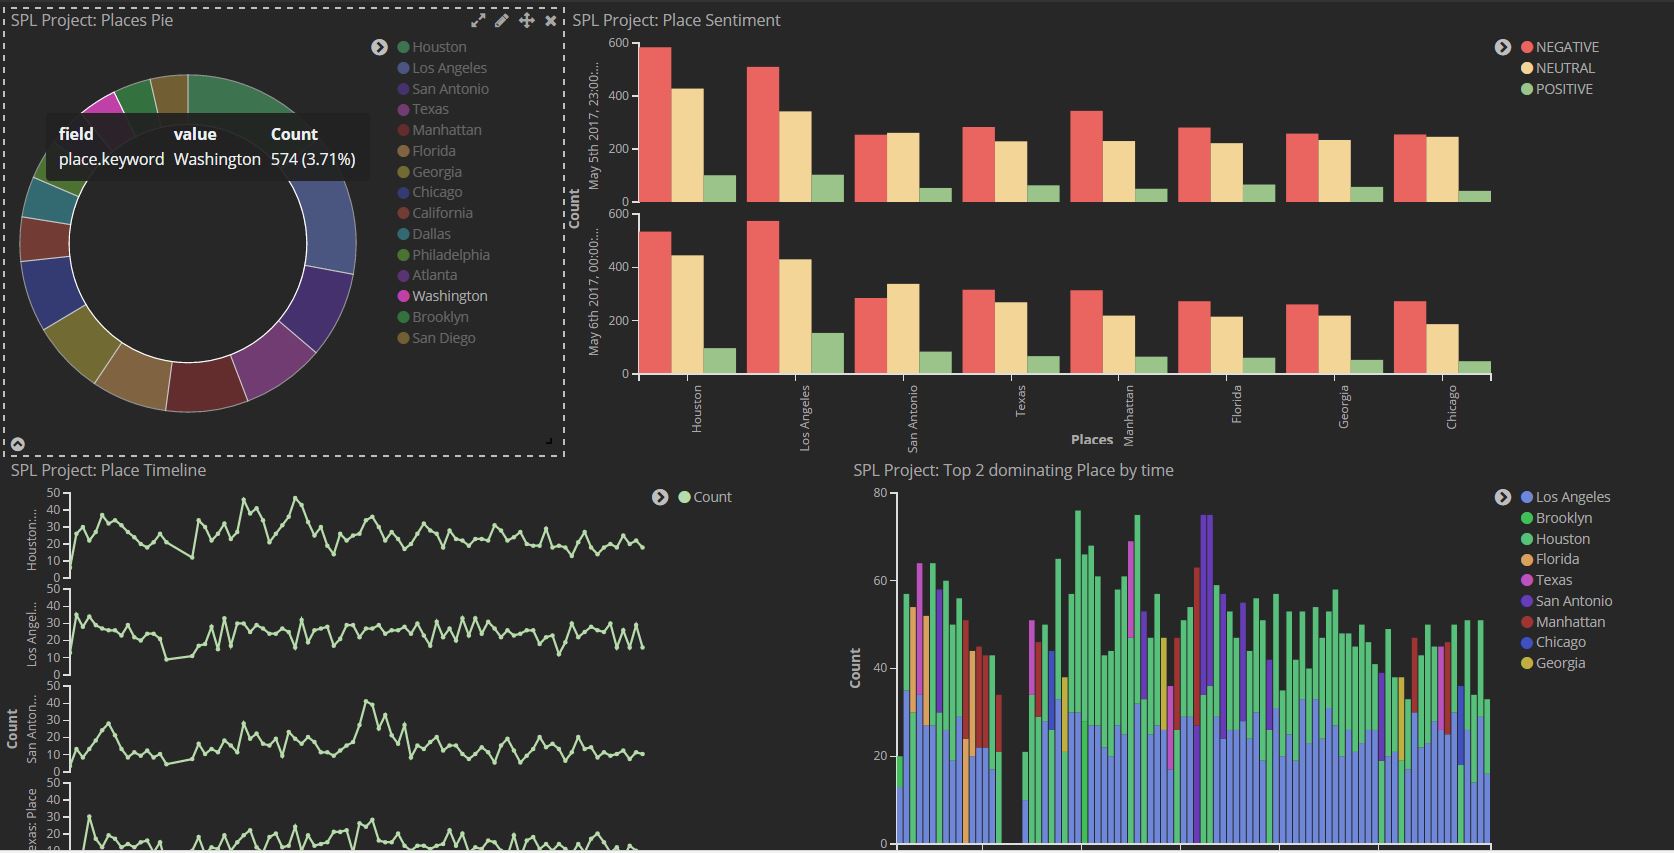 SPL Project: Places Pie
Houston
Los Angeles
San Antonio
Texas
Manhattan
Florida
Georgia
Chicago
California
Dallas
Philadelphia
Atlanta
Washington
Brooklyn
San Diego
field value Count
place.keyword Washington 574 (3.71%)
SPL Project: Place Sentiment
NEGATIVE
NEUTRAL
POSITIVE
Count
May 5th 2017, 23:00:...
600
400
200
0
May 6th 2017, 00:00:...
600
400
200
0
Houston
Los Angeles
San Antonio
Texas
Manhattan
Florida
Georgia
Chicago
Places
SPL Project: Place Timeline
Count
Count
Houston:...
50
40
30
20
10
0
Los Angel...
50
40
30
20
10
0
San Anton...
50
40
30
20
10
0
exas: Place
50
40
30
20
10
SPL Project: Top 2 dominating Place by time
Los Angeles
Brooklyn
Houston
Florida
Texas
San Antonio
Manhattan
Chicago
Georgia
Count
80
60
40
20
0